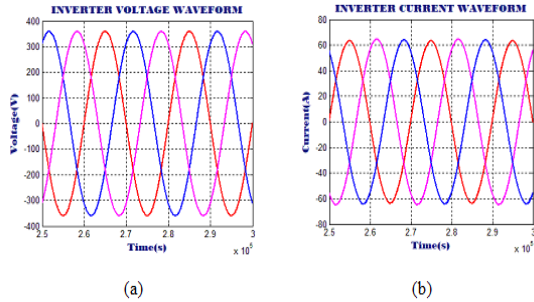 INVERTER VOLTAGE WAVEFORM
Voltage(V)
400
300
200
100
0
-100
-200
-300
-400
2.5 2.6 2.7 2.8 2.9 3
Time(s)
x 10^5
(a)
INVERTER CURRENT WAVEFORM
Current(A)
80
60
40
20
0
-20
-40
-60
-80
2.5 2.6 2.7 2.8 2.9 3
Time(s)
x 10^5
(b)